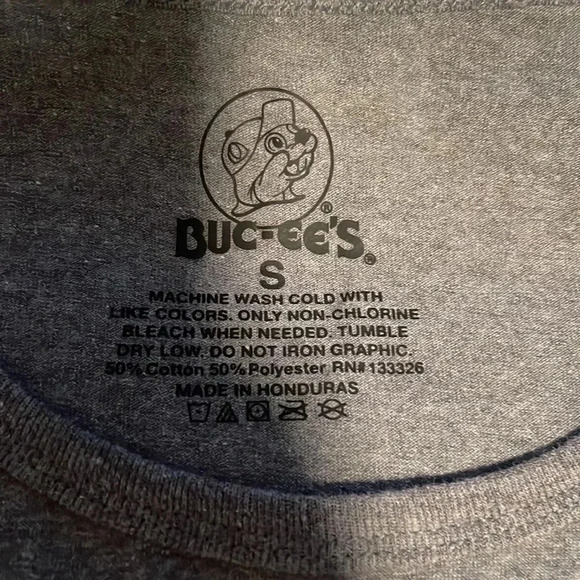 BUC-EE'S®
S
MACHINE WASH COLD WITH
LIKE COLORS. ONLY NON-CHLORINE
BLEACH WHEN NEEDED. TUMBLE
DRY LOW. DO NOT IRON GRAPHIC.
50% Cotton 50% Polyester RN# 133326
MADE IN HONDURAS